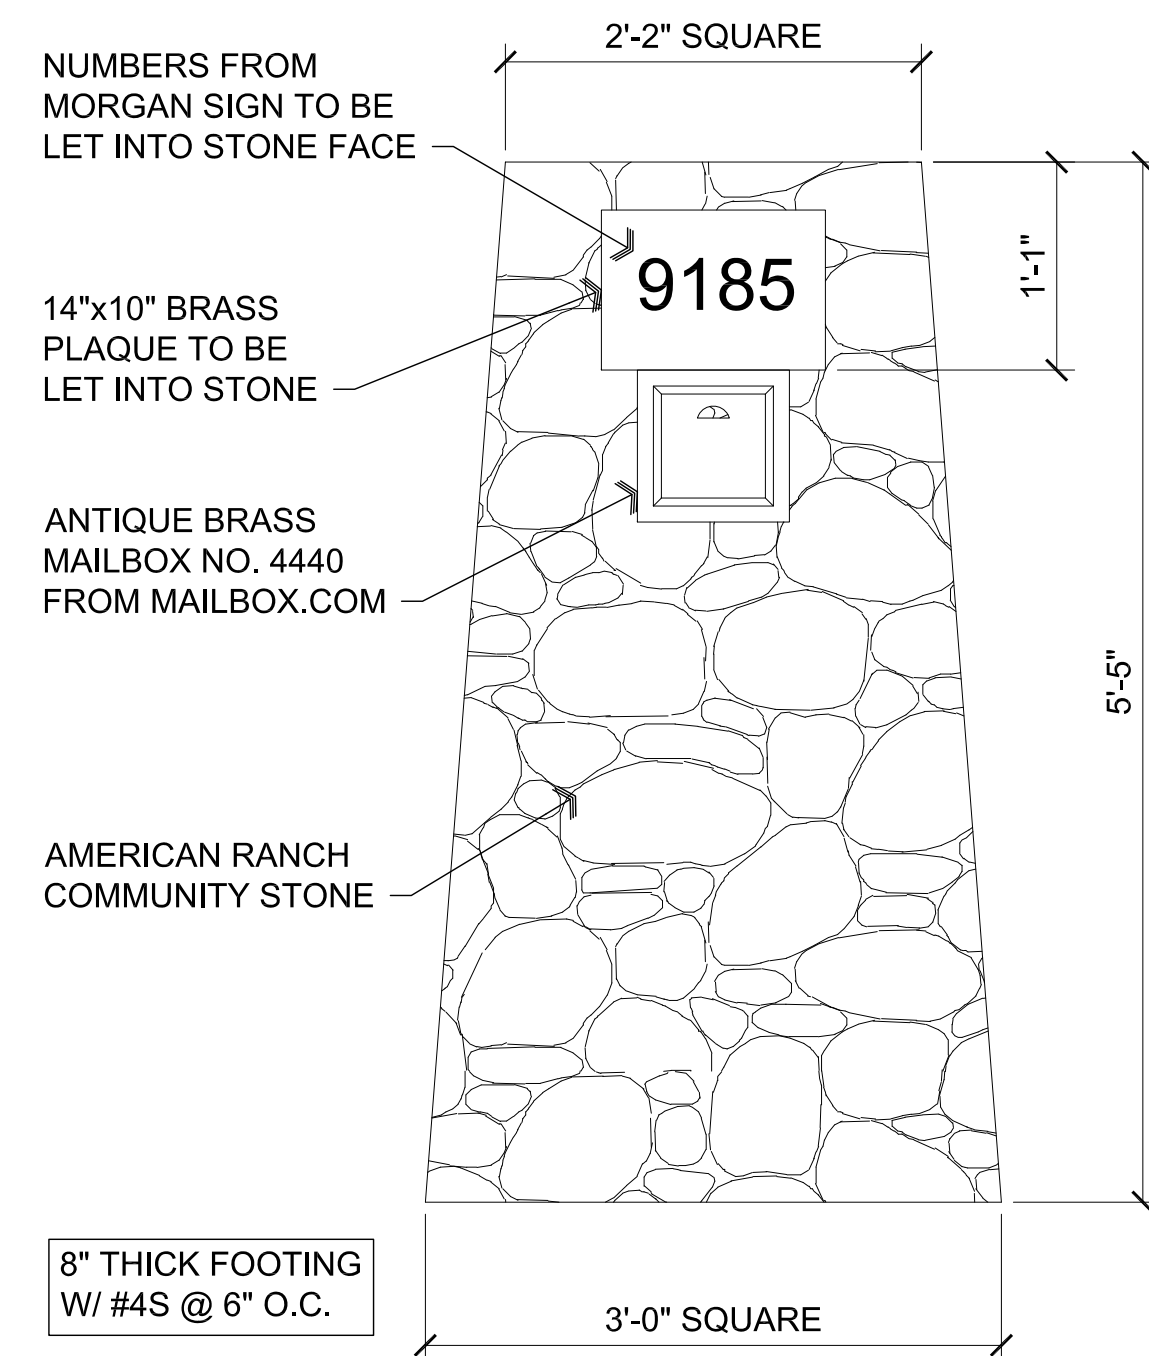 2'-2" SQUARE
NUMBERS FROM
MORGAN SIGN TO BE
LET INTO STONE FACE
1'-1"
9185
14"x10" BRASS
PLAQUE TO BE
LET INTO STONE
ANTIQUE BRASS
MAILBOX NO. 4440
FROM MAILBOX.COM
5'-5"
AMERICAN RANCH
COMMUNITY STONE
8" THICK FOOTING
W/ #4S @ 6" O.C.
3'-0" SQUARE